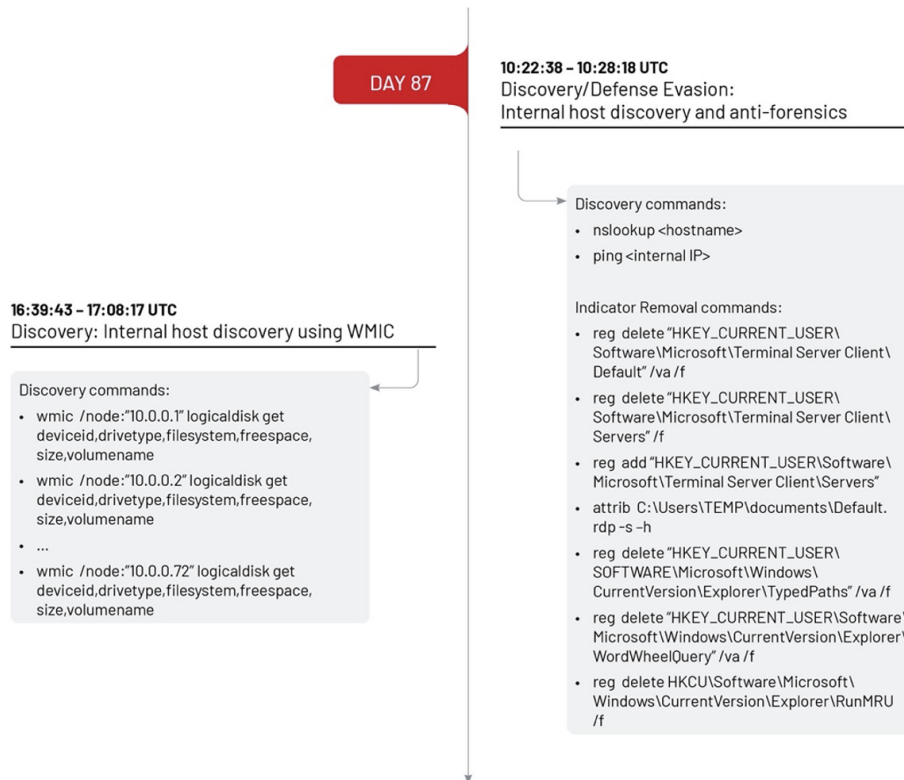 DAY 87
10:22:38 – 10:28:18 UTC
Discovery/Defense Evasion:
Internal host discovery and anti-forensics
Discovery commands:
• nslookup <hostname>
• ping <internal IP>
Indicator Removal commands:
• reg delete “HKEY_CURRENT_USER\
Software\Microsoft\Terminal Server Client\
Default” /va /f
• reg delete “HKEY_CURRENT_USER\
Software\Microsoft\Terminal Server Client\
Servers” /f
• reg add “HKEY_CURRENT_USER\Software\
Microsoft\Terminal Server Client\Servers”
• attrib C:\Users\TEMP\documents\Default.
rdp -s –h
• reg delete “HKEY_CURRENT_USER\
SOFTWARE\Microsoft\Windows\
CurrentVersion\Explorer\TypedPaths” /va /f
• reg delete “HKEY_CURRENT_USER\Software\
Microsoft\Windows\CurrentVersion\Explorer\
WordWheelQuery” /va /f
• reg delete HKCU\Software\Microsoft\
Windows\CurrentVersion\Explorer\RunMRU
/f
16:39:43 – 17:08:17 UTC
Discovery: Internal host discovery using WMIC
Discovery commands:
• wmic /node:”10.0.0.1” logicaldisk get
deviceid,drivetype,filesystem,freespace,
size,volumename
• wmic /node:”10.0.0.2” logicaldisk get
deviceid,drivetype,filesystem,freespace,
size,volumename
• ...
• wmic /node:”10.0.0.72” logicaldisk get
deviceid,drivetype,filesystem,freespace,
size,volumename